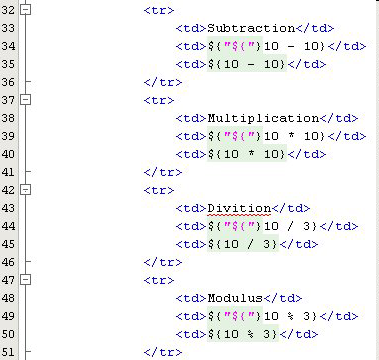 32 <tr>
33 <td>Subtraction</td>
34 <td>${"${"}10 - 10}</td>
35 <td>${10 - 10}</td>
36 </tr>
37 <tr>
38 <td>Multiplication</td>
39 <td>${"${"}10 * 10}</td>
40 <td>${10 * 10}</td>
41 </tr>
42 <tr>
43 <td>Divition</td>
44 <td>${"${"}10 / 3}</td>
45 <td>${10 / 3}</td>
46 </tr>
47 <tr>
48 <td>Modulus</td>
49 <td>${"${"}10 % 3}</td>
50 <td>${10 % 3}</td>
51 </tr>